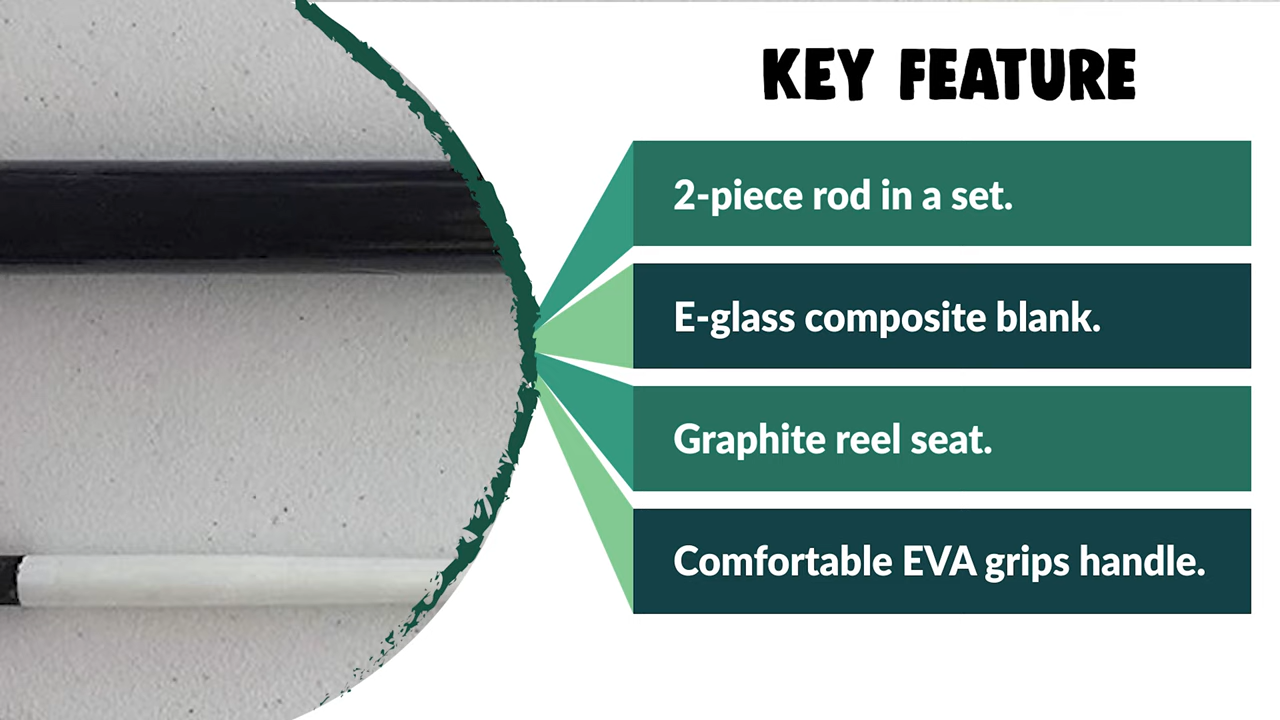 KEY FEATURE
2-piece rod in a set.
E-glass composite blank.
Graphite reel seat.
Comfortable EVA grips handle.